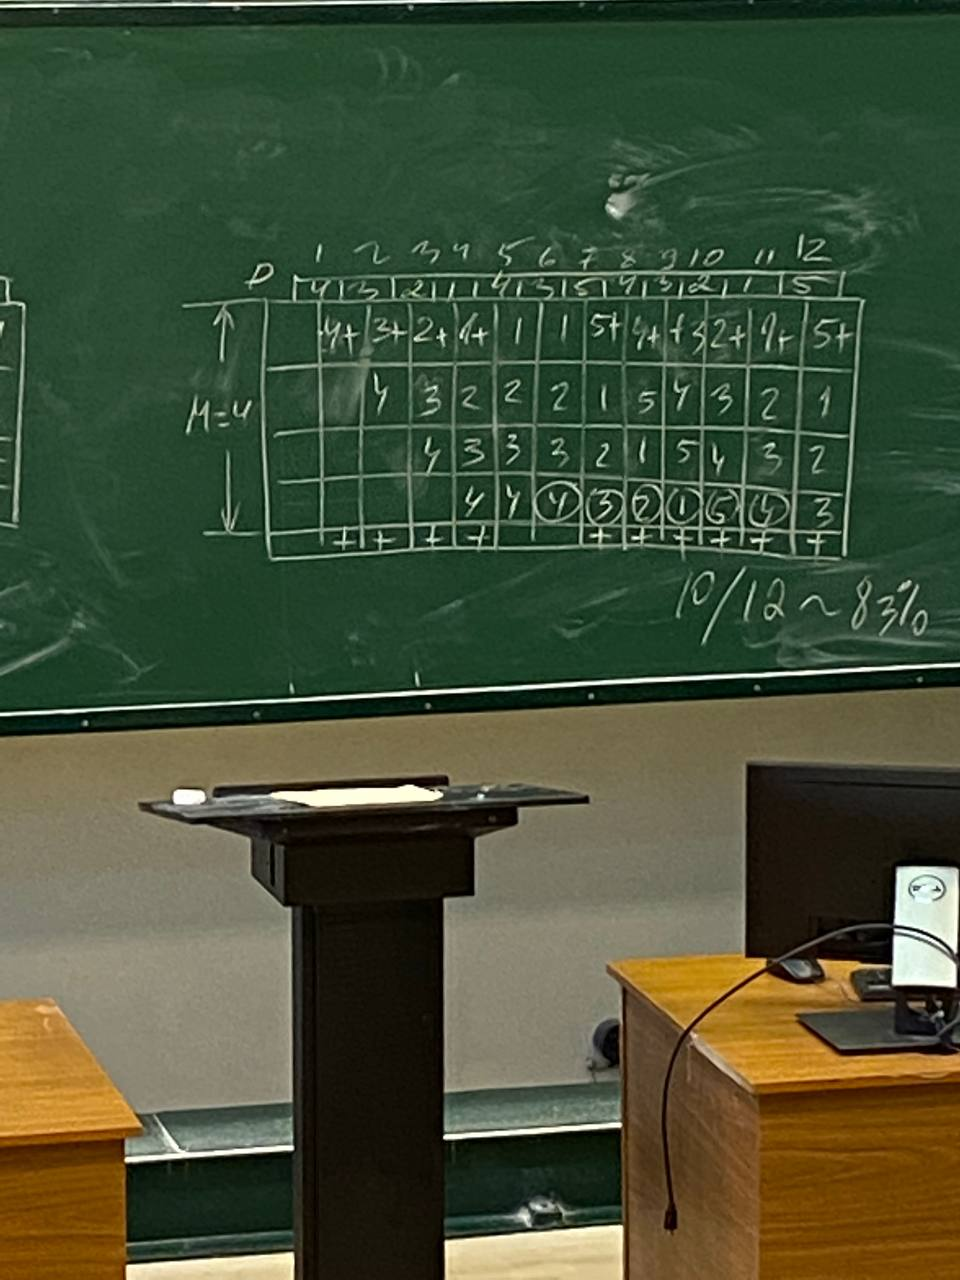 1 2 3 4 5 6 7 8 9 10 11 12
P 4 3 2 1 4 3 5 4 3 2 1 5
4+ 3+ 2+ 1+ 1 1 5+ 4+ +3 2+ 1+ 5+
M=4 4 3 2 2 2 1 5 4 3 2 1
4 3 3 3 2 1 5 4 3 2
4 4 4 3 2 1 5 4 3
+ + + + + + + + + +
10/12 ~ 83%